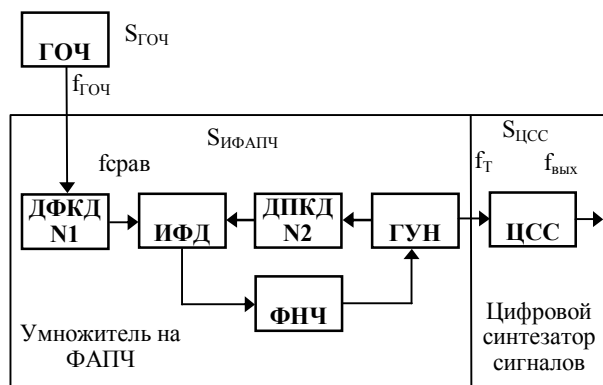 ГОЧ
SГОЧ
fГОЧ
SИФАПЧ
SЦСС
fсрав
fТ
fвых
ДФКД
N1
ИФД
ДПКД
N2
ГУН
ЦСС
ФНЧ
Умножитель на
ФАПЧ
Цифровой
синтезатор
сигналов